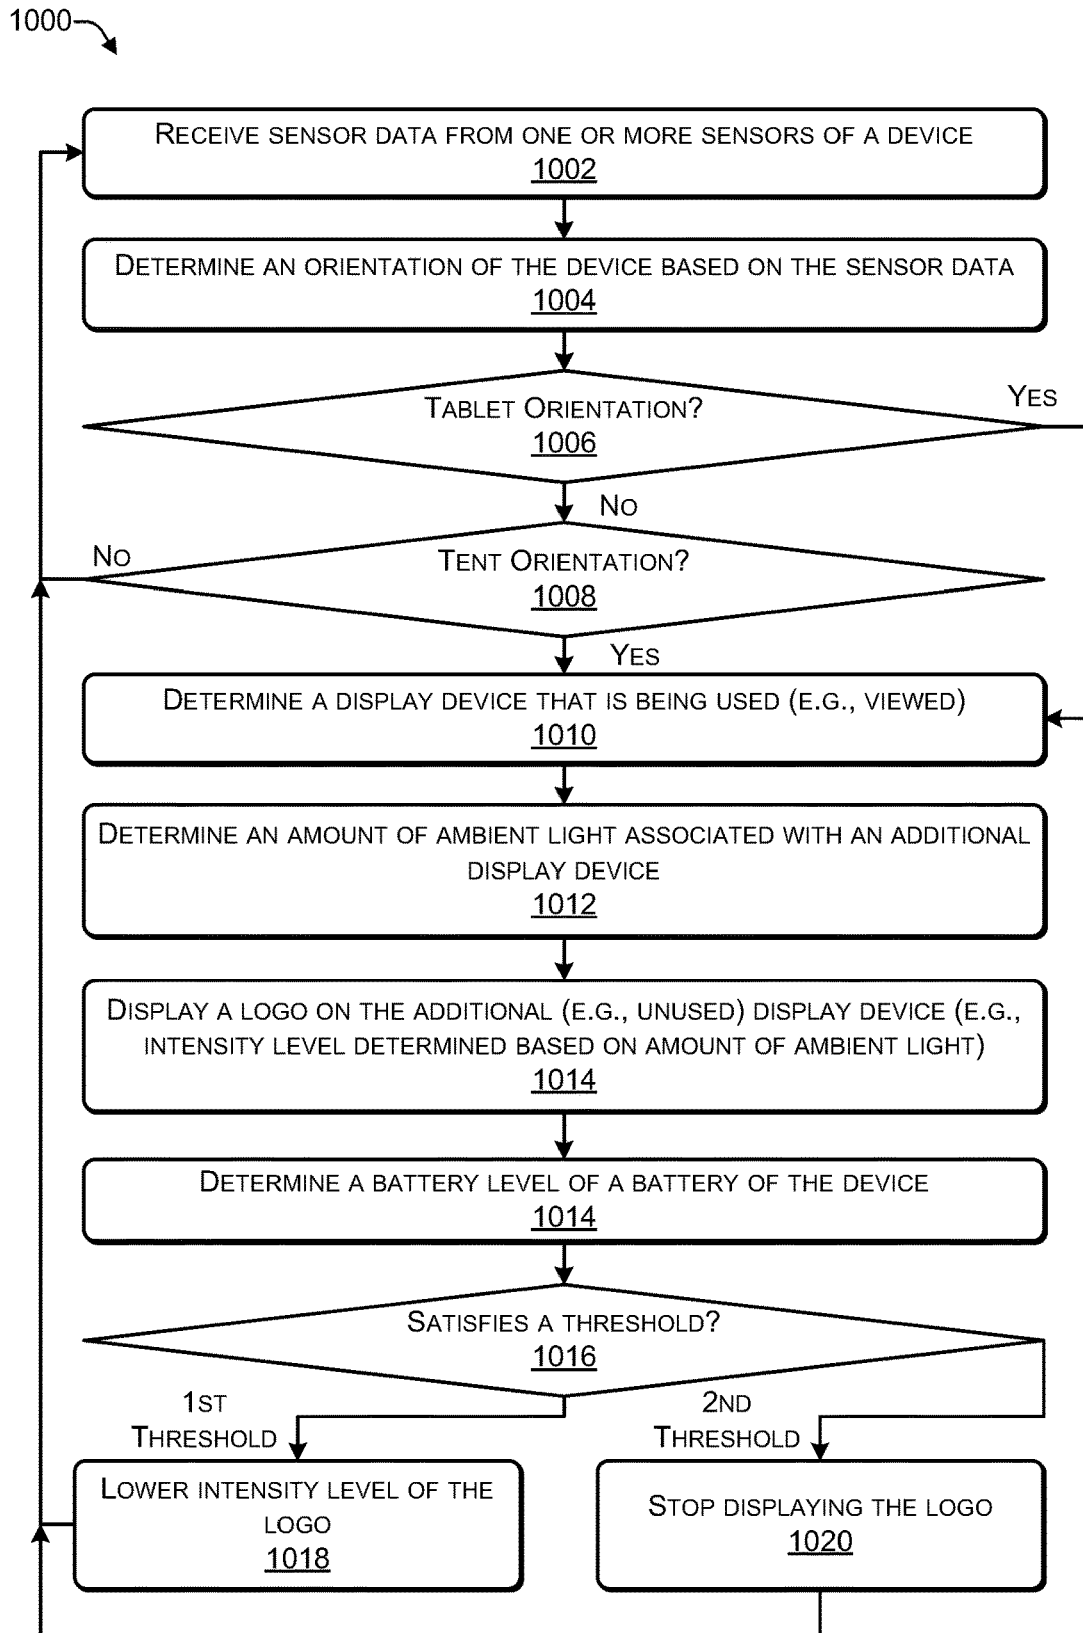 1000
RECEIVE SENSOR DATA FROM ONE OR MORE SENSORS OF A DEVICE
1002
DETERMINE AN ORIENTATION OF THE DEVICE BASED ON THE SENSOR DATA
1004
TABLET ORIENTATION?
1006
YES
NO
NO
TENT ORIENTATION?
1008
YES
DETERMINE A DISPLAY DEVICE THAT IS BEING USED (E.G., VIEWED)
1010
DETERMINE AN AMOUNT OF AMBIENT LIGHT ASSOCIATED WITH AN ADDITIONAL
DISPLAY DEVICE
1012
DISPLAY A LOGO ON THE ADDITIONAL (E.G., UNUSED) DISPLAY DEVICE (E.G.,
INTENSITY LEVEL DETERMINED BASED ON AMOUNT OF AMBIENT LIGHT)
1014
DETERMINE A BATTERY LEVEL OF A BATTERY OF THE DEVICE
1014
SATISFIES A THRESHOLD?
1016
1ST
THRESHOLD
2ND
THRESHOLD
LOWER INTENSITY LEVEL OF THE
LOGO
1018
STOP DISPLAYING THE LOGO
1020